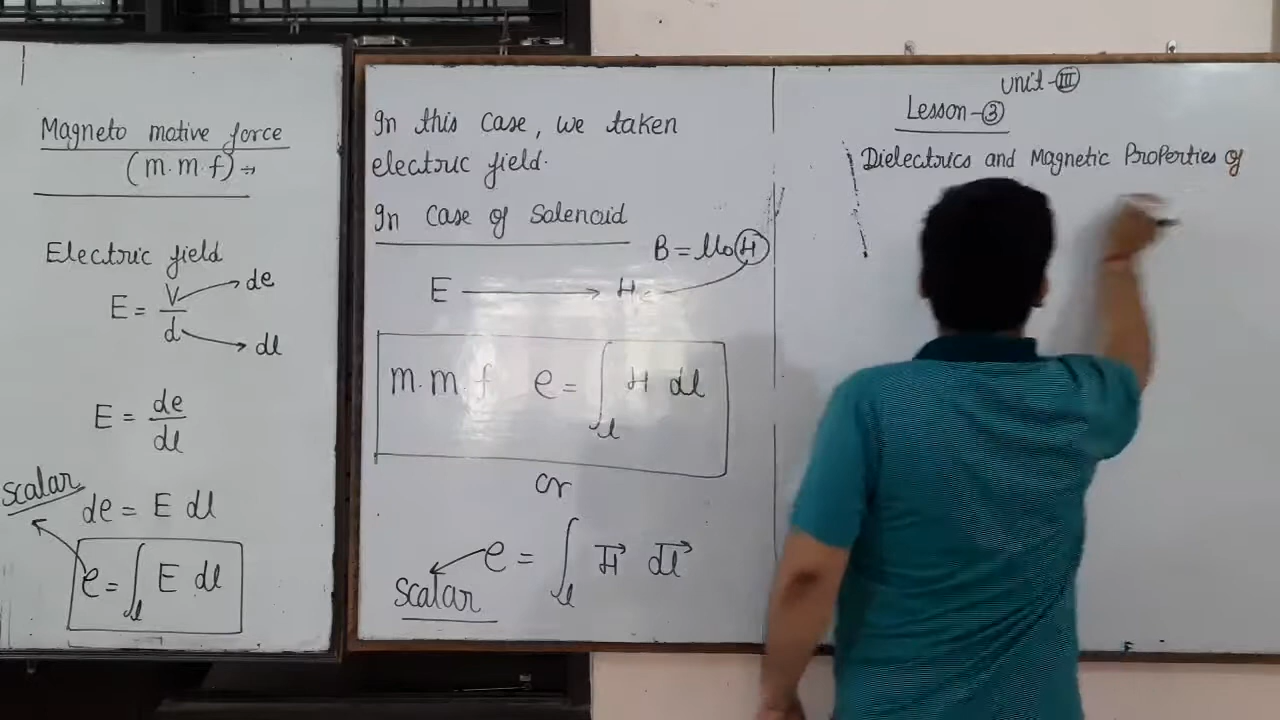 Magneto motive force
(m.m.f) →
Electric field
E = V/d
de
dl
E = de/dl
scalar
de = E dl
e = ∫l E dl
In this case, we taken
electric field.
In case of Solenoid
B = μ0 H
E → H
m.m.f e = ∫l H dl
or
e = ∫l H⃗ dl⃗
scalar
Unit-III
Lesson-3
Dielectrics and Magnetic Properties of